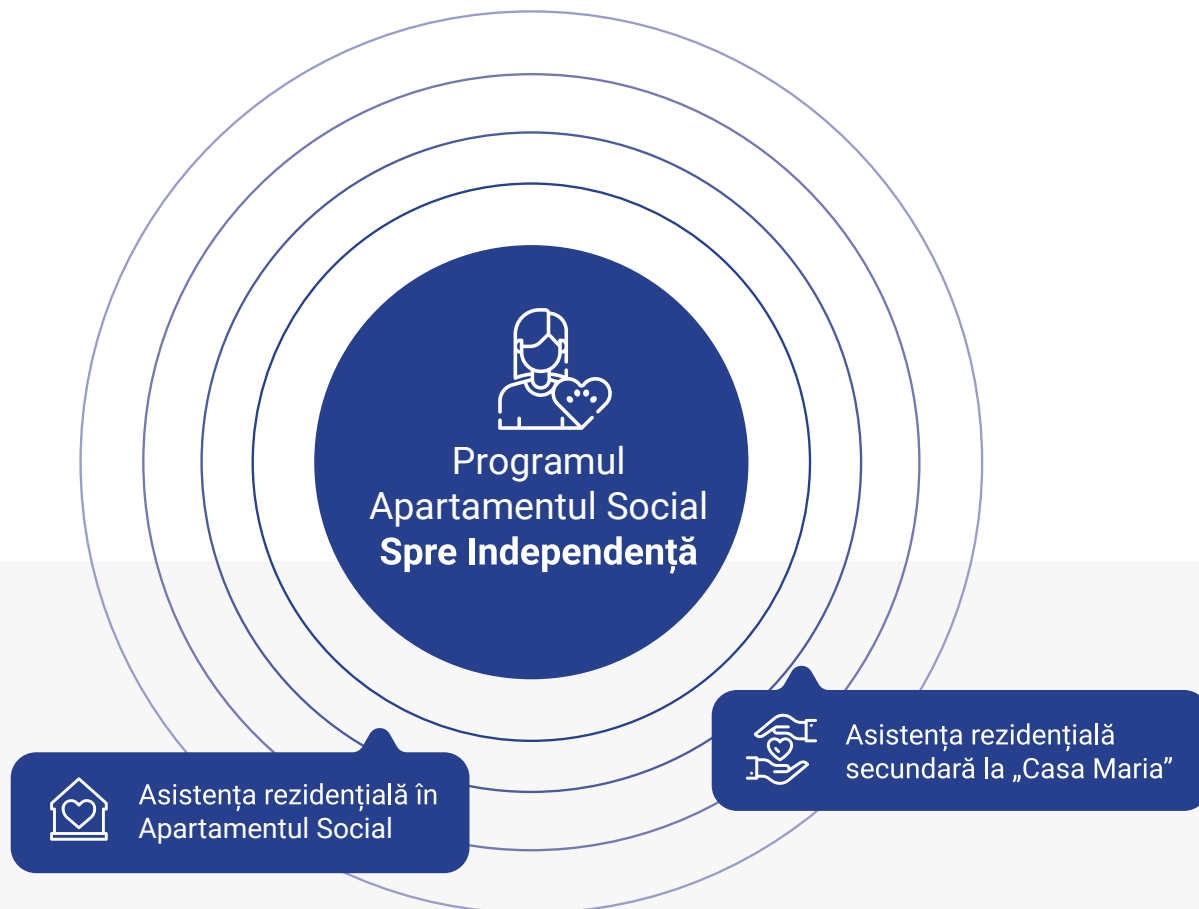 Programul
Apartamentul Social
Spre Independență
Asistența rezidențială
secundară la „Casa Maria”
Asistența rezidențială în
Apartamentul Social